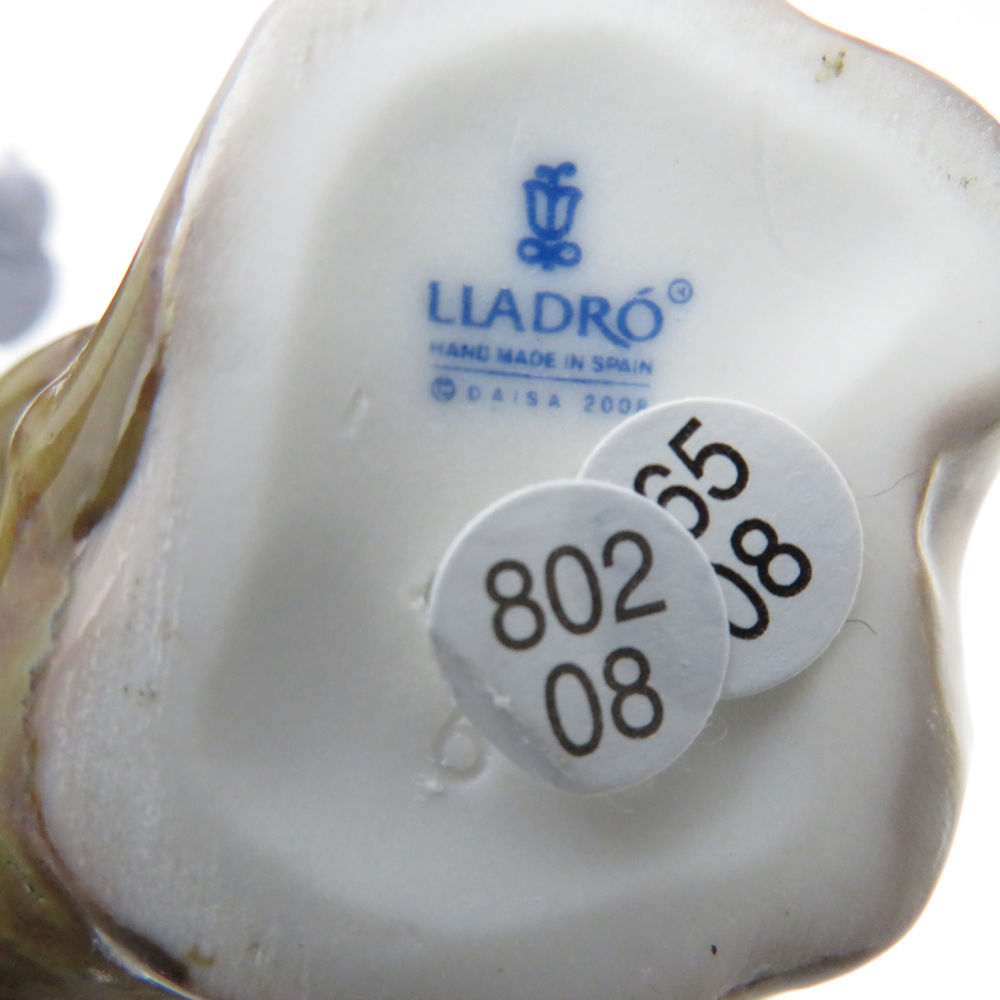 LLADRÓ
HAND MADE IN SPAIN
© DAISA 2008
65
08
802
08